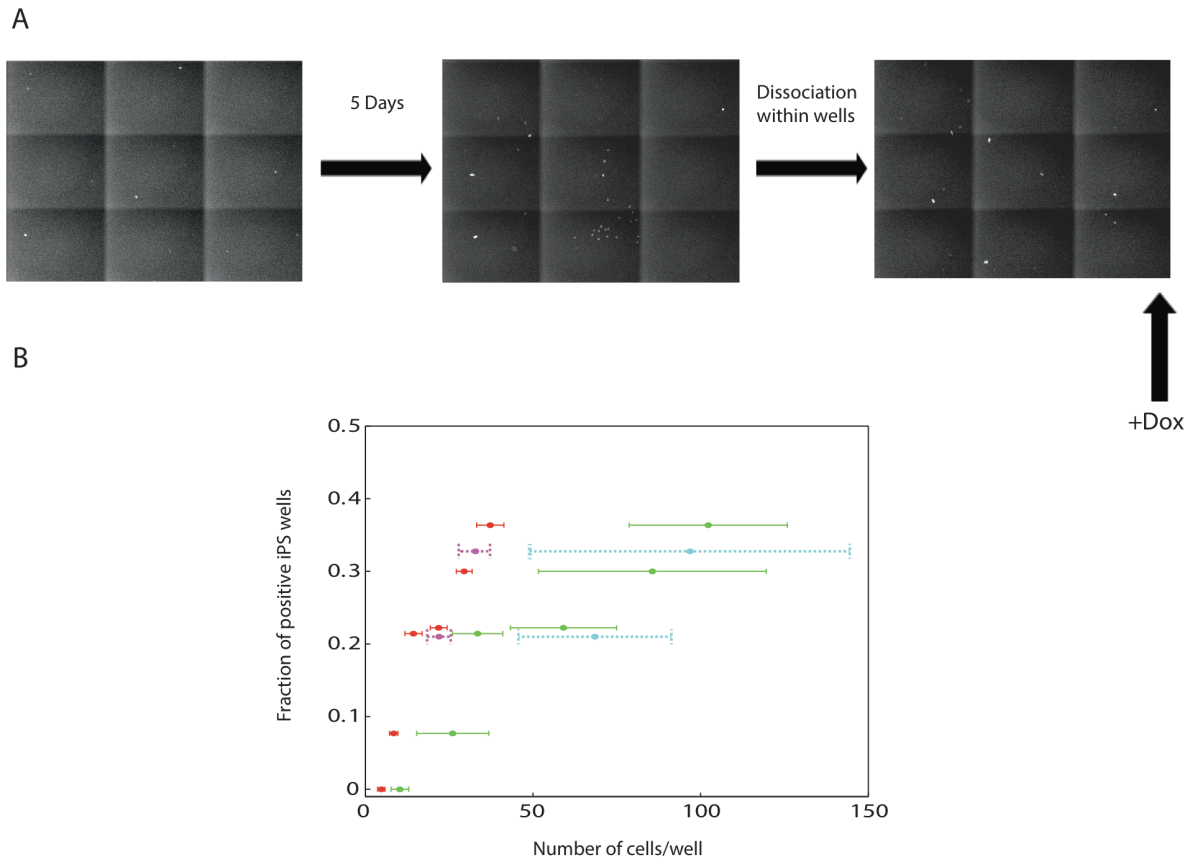 A
5 Days
Dissociation
within wells
+Dox
B
0.5
0.4
0.3
0.2
0.1
0
Fraction of positive iPS wells
0
50
100
150
Number of cells/well